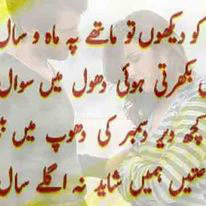 کو دیکھوں تو ماتھے پہ ماہ و سال
بکھرتی ہوئی دھول میں سوال
کچھ دیر دسمبر کی دھوپ میں
ہمیں شاید نہ اگلے سال